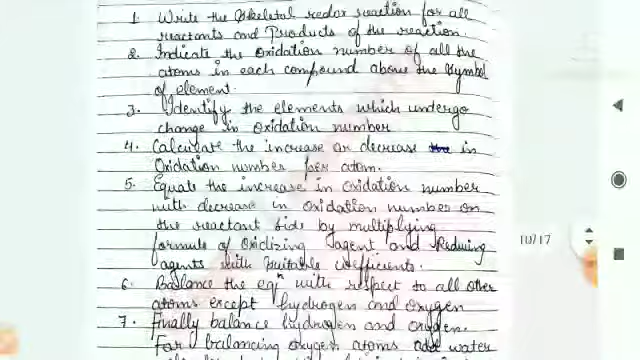 1. Write the Skeletal redox reaction for all
reactants and Products of the reaction.
2. Indicate the oxidation number of all the
atoms in each compound above the symbol
of element.
3. Identify the elements which undergo
change in oxidation number
4. Calculate the increase or decrease in
Oxidation number per atom.
5. Equate the increase in oxidation number
with decrease in oxidation number on
the reactant side by multiplying
formula of Oxidizing agent and Reducing
agents with suitable coefficients.
6. Balance the eqn with respect to all other
atoms except hydrogen and oxygen
7. Finally balance hydrogen and oxygen.
For balancing oxygen atoms add water
10/17